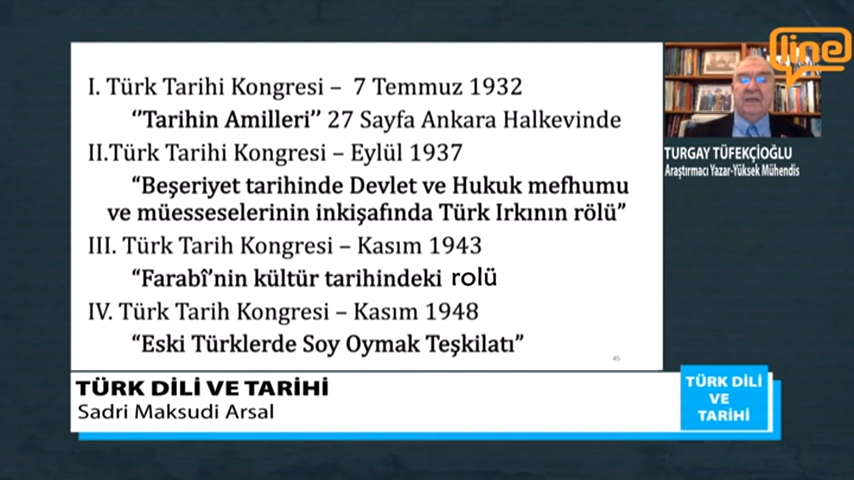 I. Türk Tarihi Kongresi – 7 Temmuz 1932
‘’Tarihin Amilleri’’ 27 Sayfa Ankara Halkevinde
II.Türk Tarihi Kongresi – Eylül 1937
“Beşeriyet tarihinde Devlet ve Hukuk mefhumu
ve müesseselerinin inkişafında Türk Irkının rölü”
III. Türk Tarih Kongresi – Kasım 1943
“Farabî’nin kültür tarihindeki rolü
IV. Türk Tarih Kongresi – Kasım 1948
“Eski Türklerde Soy Oymak Teşkilatı”
45
line
TURGAY TÜFEKÇİOĞLU
Araştırmacı Yazar-Yüksek Mühendis
TÜRK DİLİ VE TARİHİ
Sadri Maksudi Arsal
TÜRK DİLİ
VE
TARİHİ